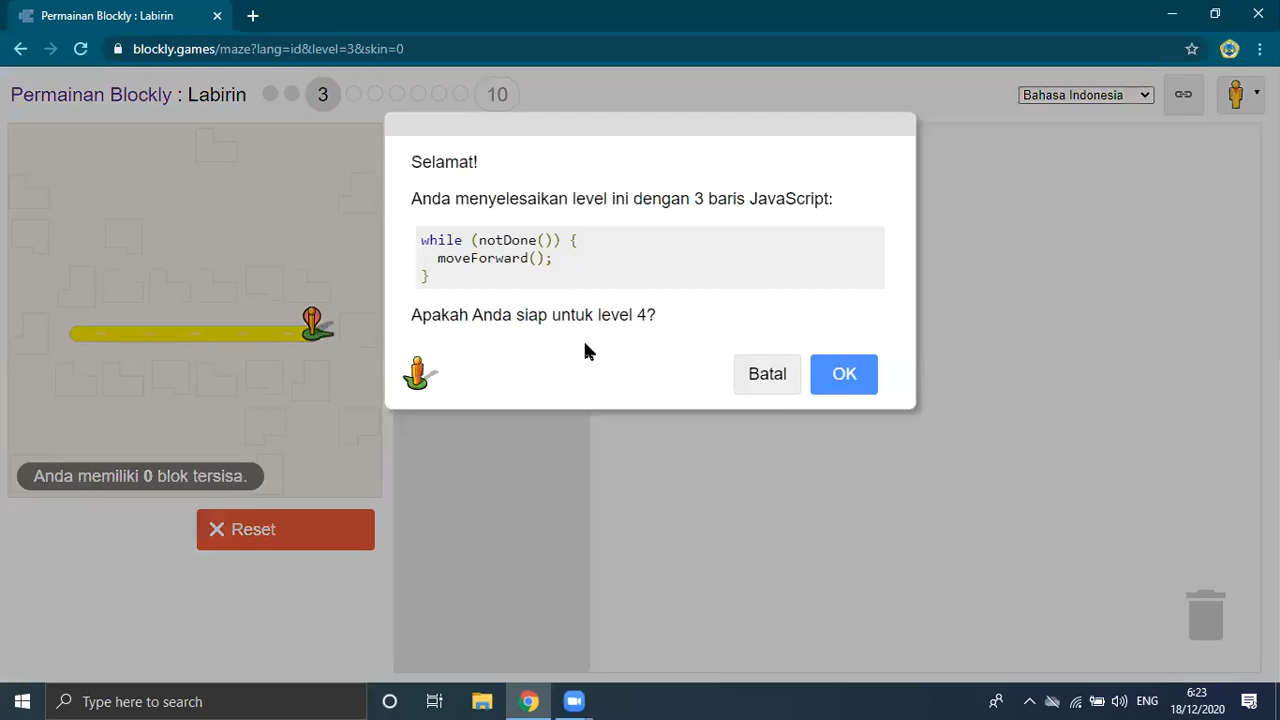 Permainan Blockly : Labirin
blockly.games/maze?lang=id&level=3&skin=0
Permainan Blockly : Labirin
3
10
Bahasa Indonesia
Selamat!
Anda menyelesaikan level ini dengan 3 baris JavaScript:
while (notDone()) {
moveForward();
}
Apakah Anda siap untuk level 4?
Batal
OK
Anda memiliki 0 blok tersisa.
Reset
Type here to search
ENG
6:23
18/12/2020